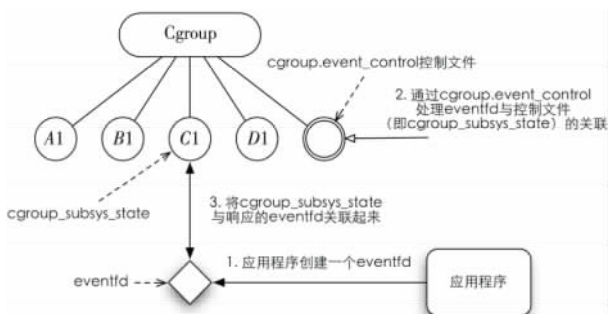 Cgroup
cgroup.event_control控制文件
2. 通过cgroup.event_control
处理eventfd与控制文件
（即cgroup_subsys_state）的关联
A1
B1
C1
D1
cgroup_subsys_state
3. 将cgroup_subsys_state
与响应的eventfd关联起来
1. 应用程序创建一个eventfd
eventfd
应用程序